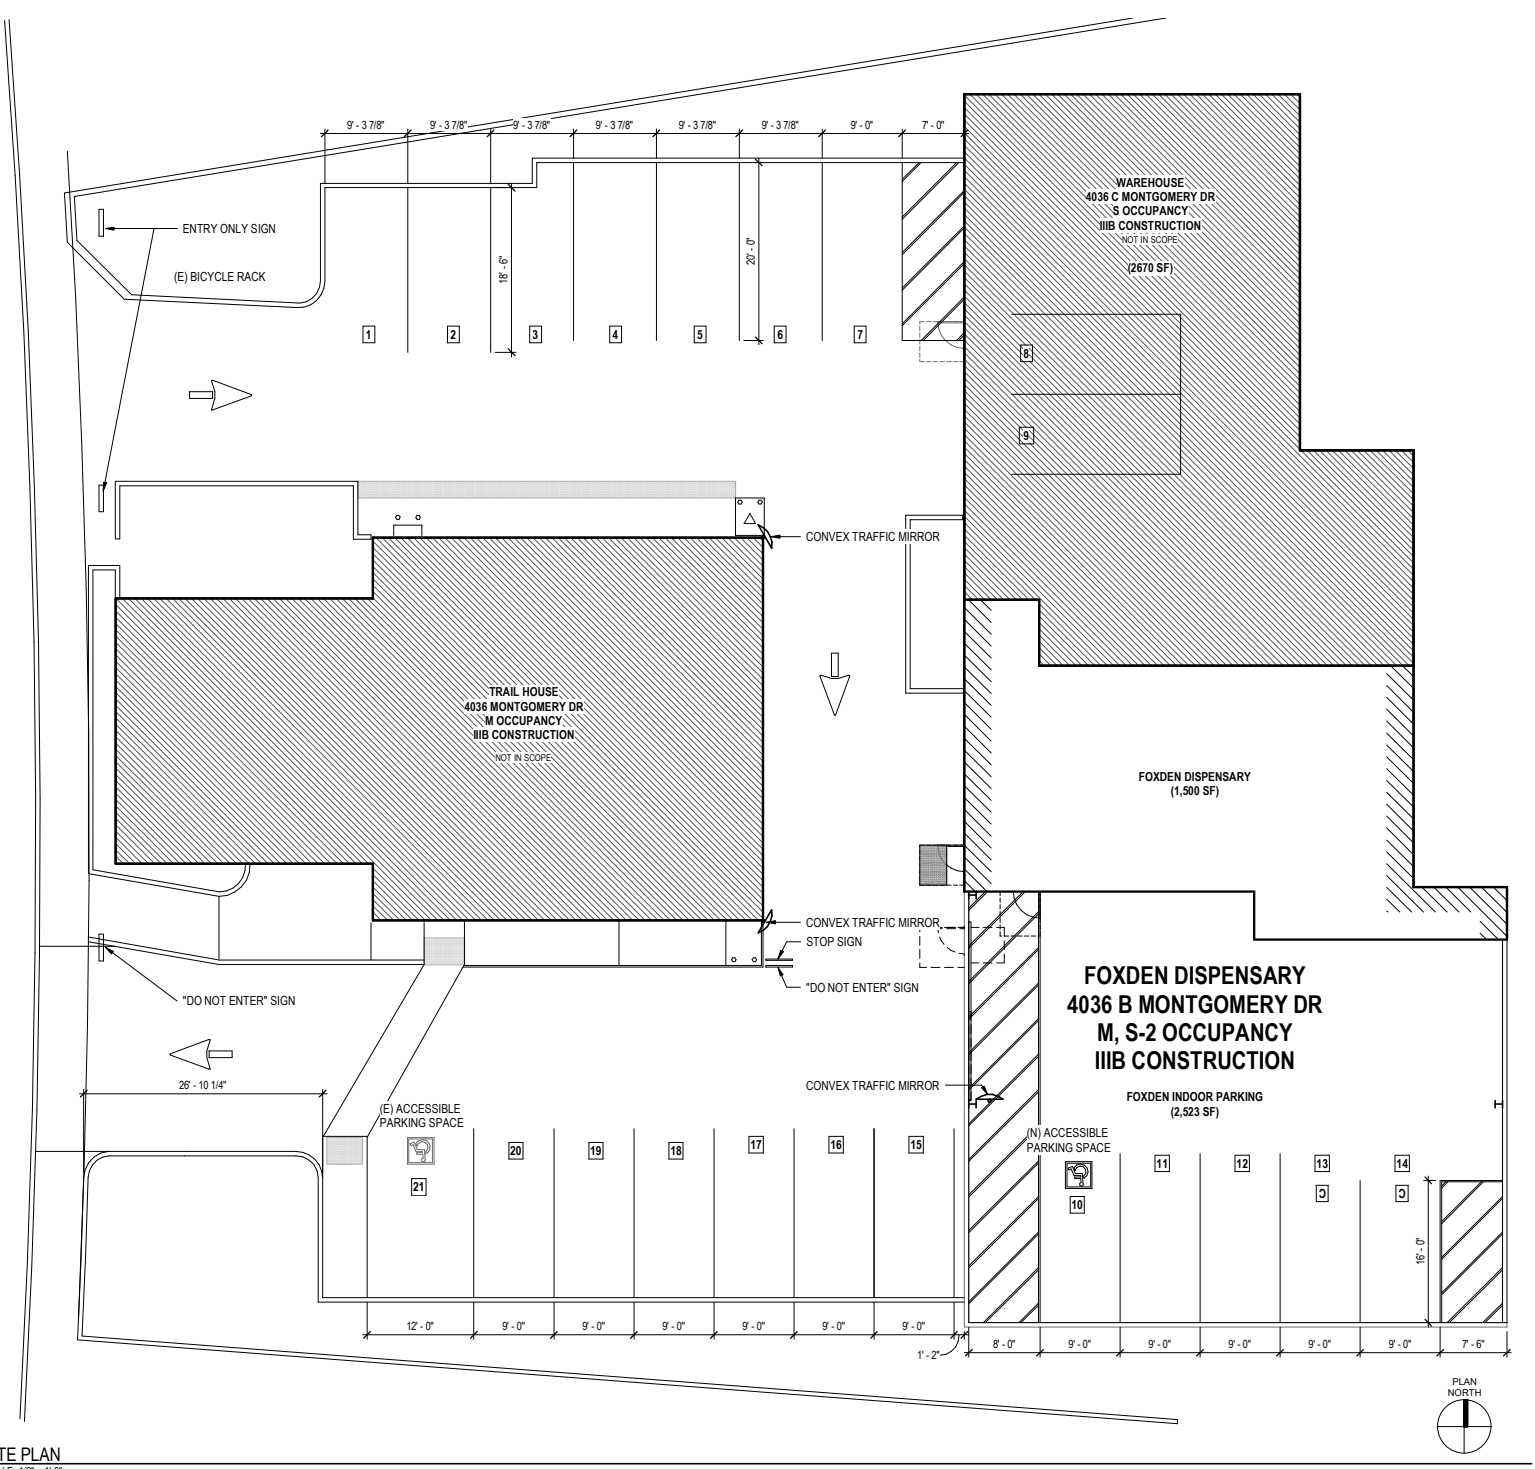 9' - 3 7/8" 9' - 3 7/8" 9' - 3 7/8" 9' - 3 7/8" 9' - 3 7/8" 9' - 3 7/8" 9' - 0" 7' - 0"
WAREHOUSE
4036 C MONTGOMERY DR
S OCCUPANCY
IIIB CONSTRUCTION
NOT IN SCOPE
(2670 SF)
ENTRY ONLY SIGN
(E) BICYCLE RACK
18' - 6"
20' - 0"
1 2 3 4 5 6 7
8
9
CONVEX TRAFFIC MIRROR
TRAIL HOUSE
4036 MONTGOMERY DR
M OCCUPANCY
IIIB CONSTRUCTION
NOT IN SCOPE
FOXDEN DISPENSARY
(1,500 SF)
CONVEX TRAFFIC MIRROR
STOP SIGN
"DO NOT ENTER" SIGN
"DO NOT ENTER" SIGN
FOXDEN DISPENSARY
4036 B MONTGOMERY DR
M, S-2 OCCUPANCY
IIIB CONSTRUCTION
FOXDEN INDOOR PARKING
(2,523 SF)
CONVEX TRAFFIC MIRROR
26' - 10 1/4"
(E) ACCESSIBLE
PARKING SPACE
21
20 19 18 17 16 15
(N) ACCESSIBLE
PARKING SPACE
10
11 12 13 14
C C
16' - 0"
12' - 0" 9' - 0" 9' - 0" 9' - 0" 9' - 0" 9' - 0" 9' - 0"
1' - 2"
8' - 0" 9' - 0" 9' - 0" 9' - 0" 9' - 0" 9' - 0" 7' - 6"
PLAN
NORTH
TE PLAN